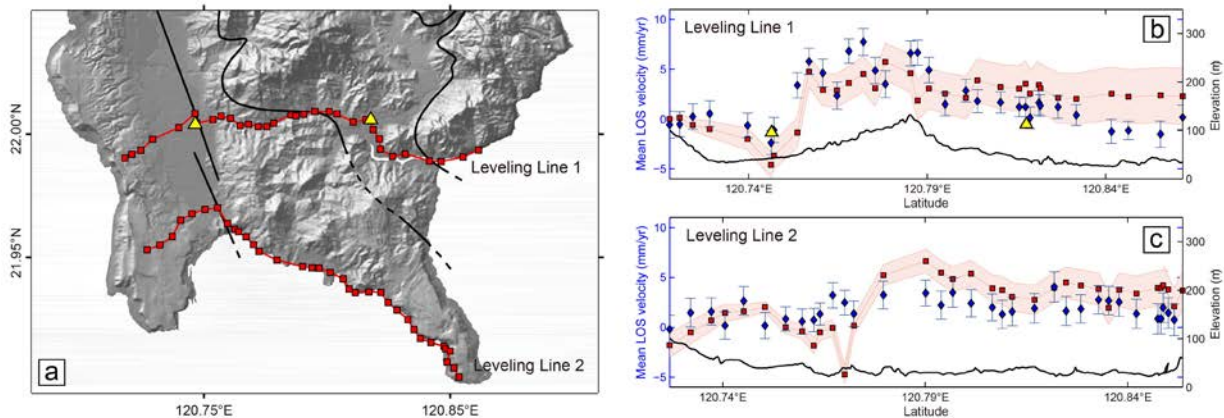 22.00°N
21.95°N
120.75°E
120.85°E
Leveling Line 1
Leveling Line 2
a
Leveling Line 1
b
Mean LOS velocity (mm/yr)
10
5
0
−5
Elevation (m)
300
200
100
0
120.74°E
120.79°E
120.84°E
Latitude
Leveling Line 2
c
Mean LOS velocity (mm/yr)
10
5
0
−5
Elevation (m)
300
200
100
0
120.74°E
120.79°E
120.84°E
Latitude